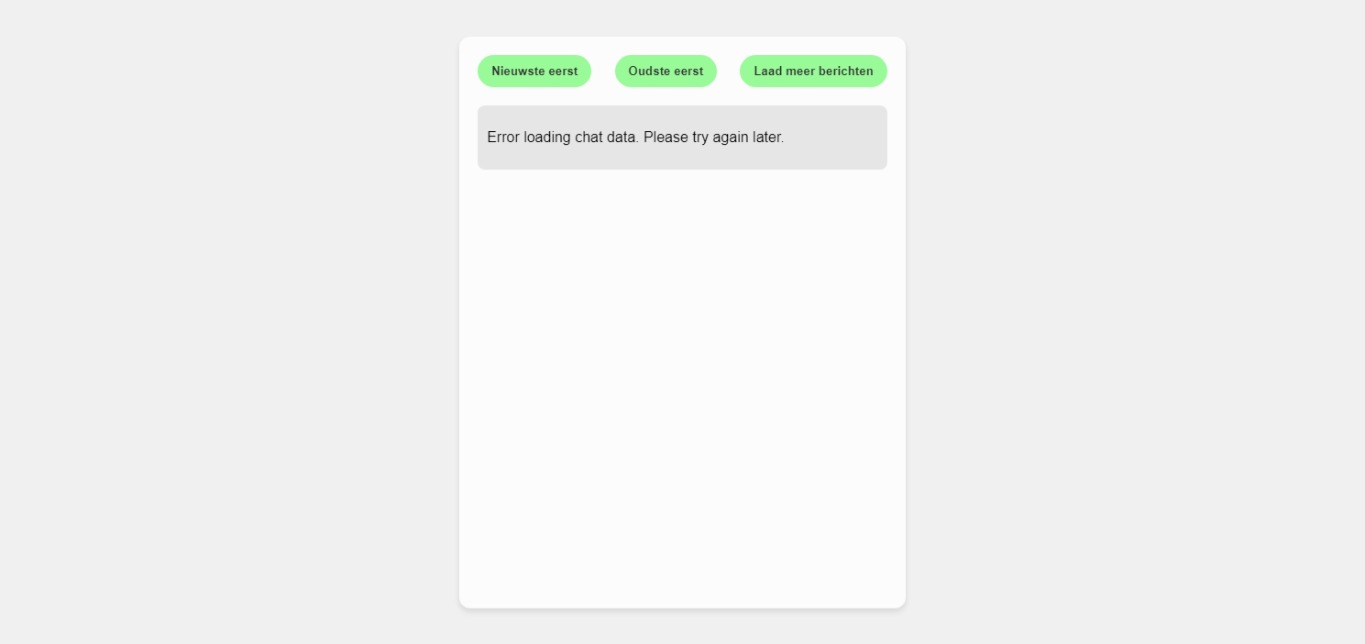 Nieuwste eerst
Oudste eerst
Laad meer berichten
Error loading chat data. Please try again later.